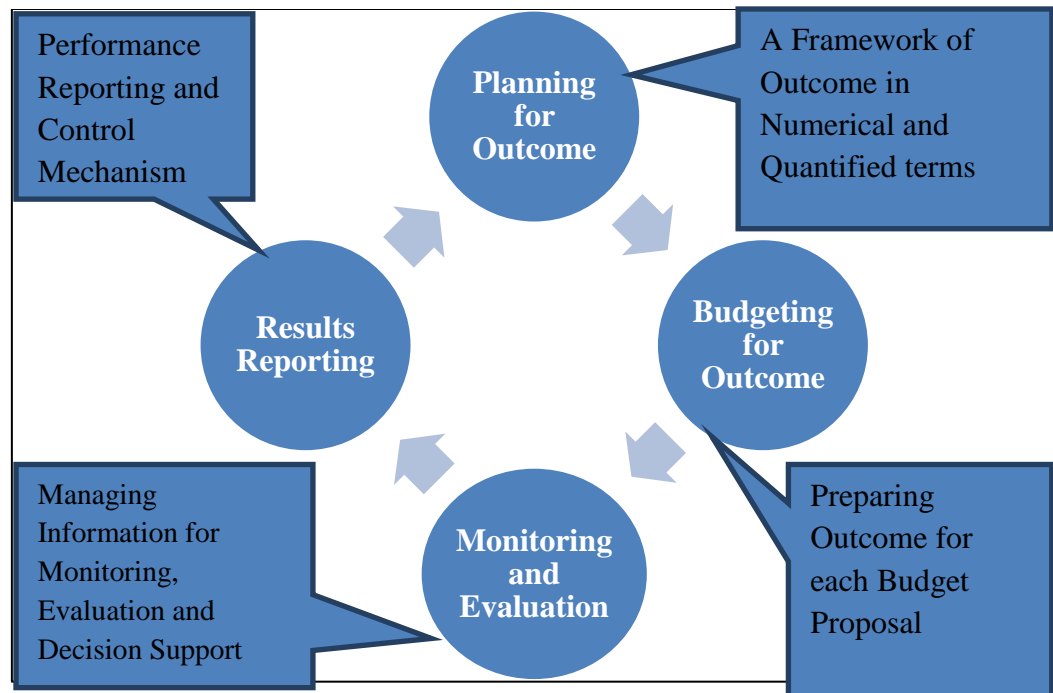 Performance
Reporting and
Control
Mechanism
Planning
for
Outcome
A Framework of
Outcome in
Numerical and
Quantified terms
Results
Reporting
Budgeting
for
Outcome
Managing
Information for
Monitoring,
Evaluation and
Decision Support
Monitoring
and
Evaluation
Preparing
Outcome for
each Budget
Proposal